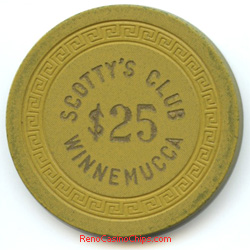 SCOTTY'S CLUB
$25
WINNEMUCCA
RenoCasinoChips.com